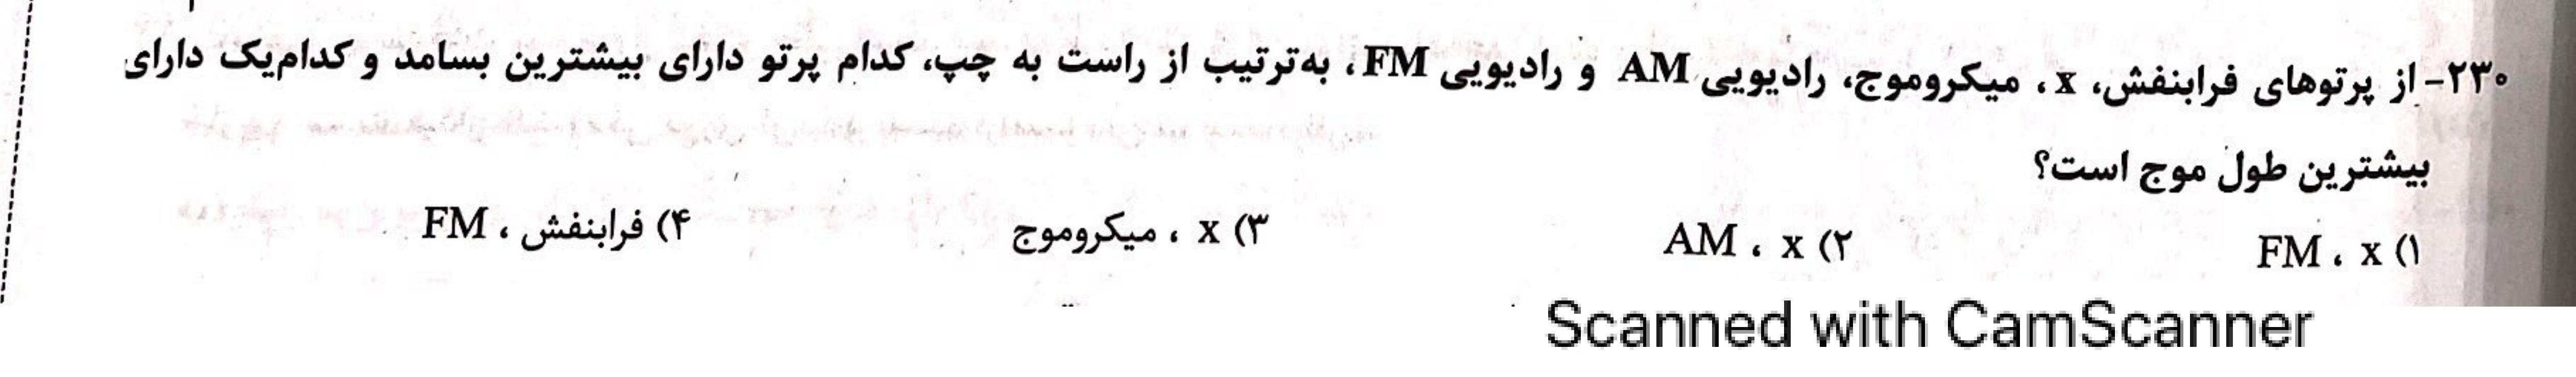 ۲۳۰- از پرتوهای فرابنفش، x، میکروموج، رادیویی AM و رادیویی FM، به‌ترتیب از راست به چپ، کدام پرتو دارای بیشترین بسامد و کدام‌یک دارای
بیشترین طول موج است؟
۱) x ، FM ۲) x ، AM ۳) x ، میکروموج ۴) فرابنفش ، FM
Scanned with CamScanner